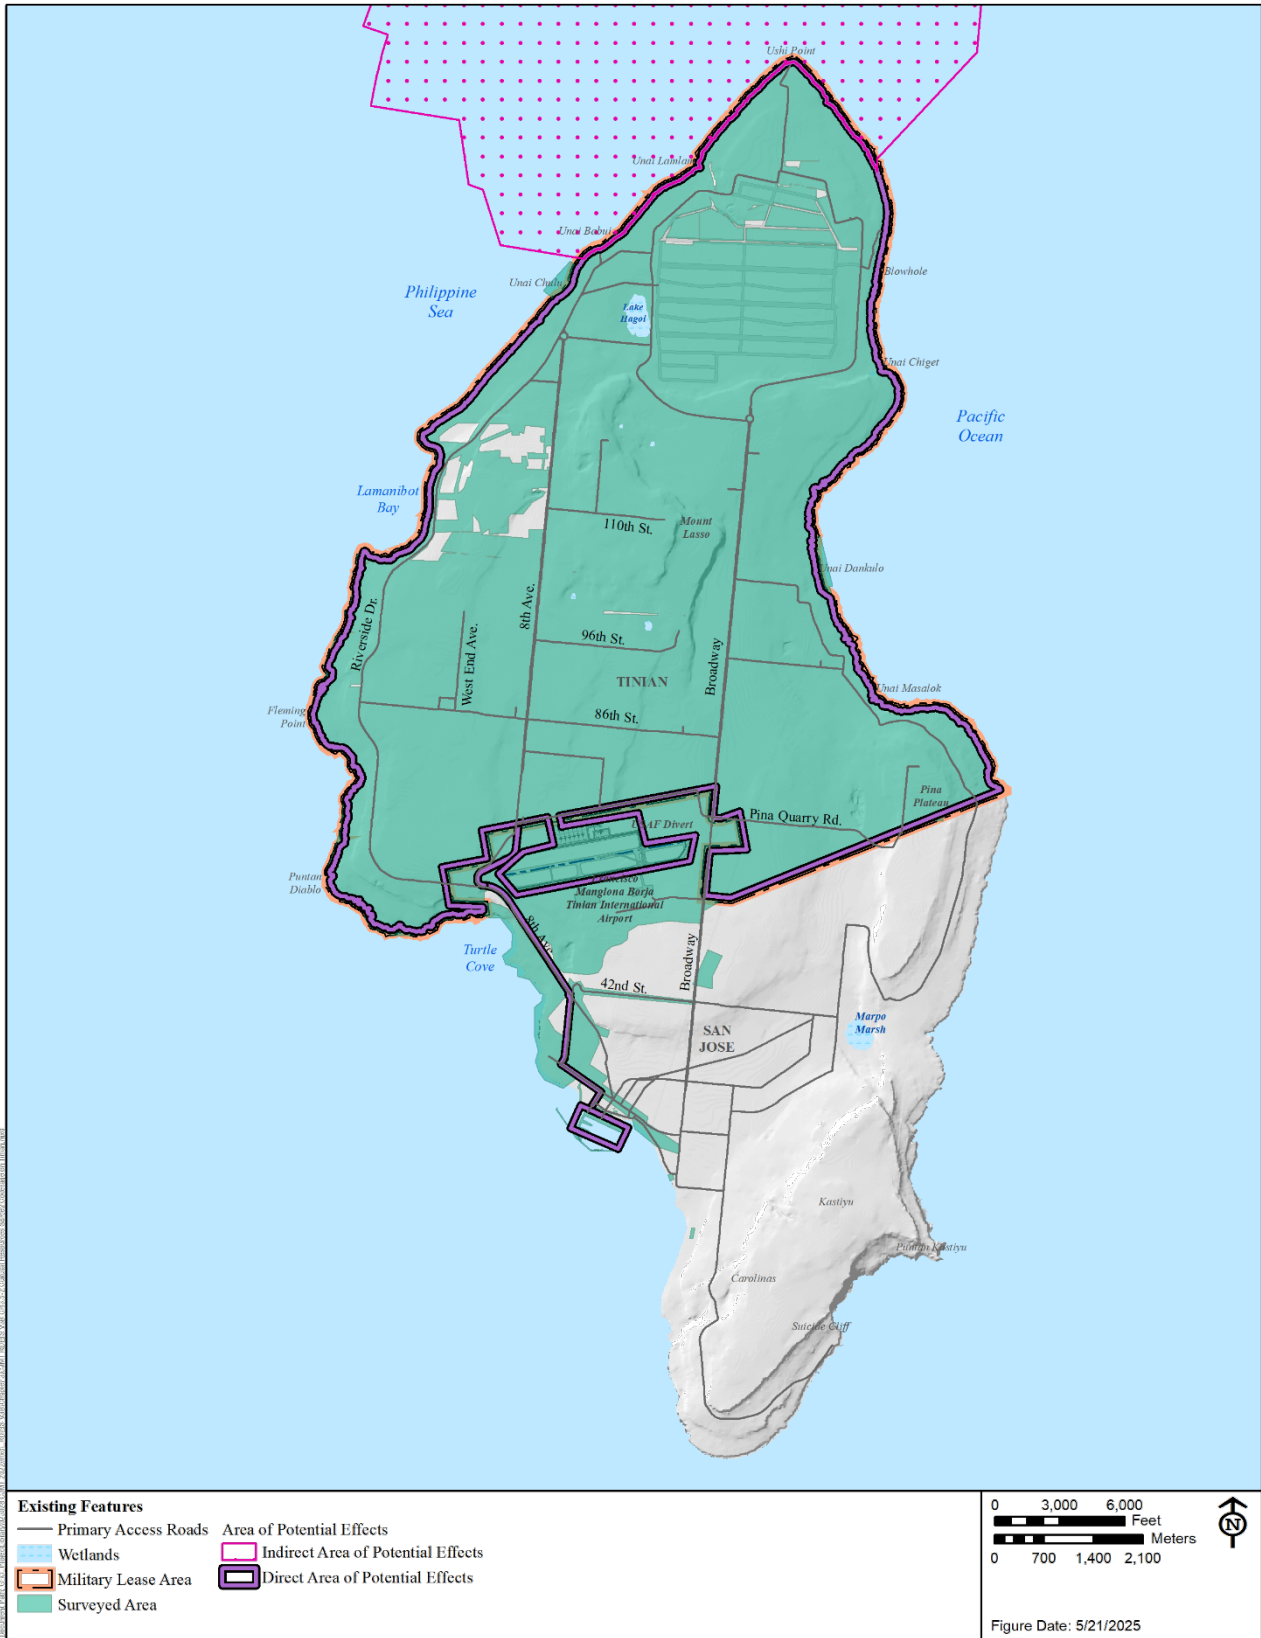 Ushi Point
Unai Lamlam
Unai Babui
Unai Chulu
Blowhole
Philippine
Sea
Lake
Hagoi
Unai Chiget
Pacific
Ocean
Lamanibot
Bay
110th St.
Mount
Lasso
Unai Dankulo
8th Ave.
Riverside Dr.
West End Ave.
96th St.
Broadway
TINIAN
Unai Masalok
Fleming
Point
86th St.
Pina
Plateau
Pina Quarry Rd.
USAF Divert
Puntan
Diablo
Francisco
Manglona Borja
Tinian International
Airport
8th Ave.
Turtle
Cove
Broadway
42nd St.
SAN
JOSE
Marpo
Marsh
Kastiyu
Puntan Kastiyu
Carolinas
Suicide Cliff
Existing Features
Primary Access Roads
Wetlands
Military Lease Area
Surveyed Area
Area of Potential Effects
Indirect Area of Potential Effects
Direct Area of Potential Effects
0 3,000 6,000
Feet
Meters
0 700 1,400 2,100
N
Figure Date: 5/21/2025